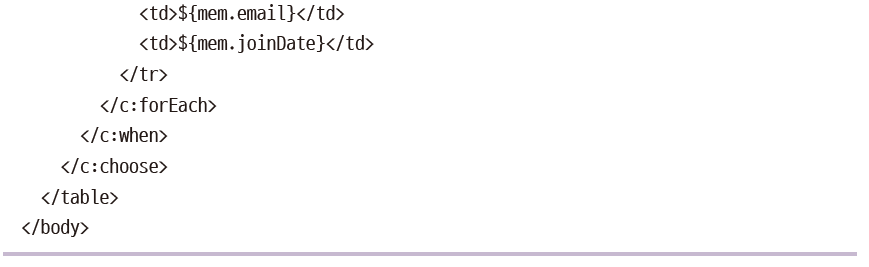 <td>${mem.email}</td>
<td>${mem.joinDate}</td>
</tr>
</c:forEach>
</c:when>
</c:choose>
</table>
</body>